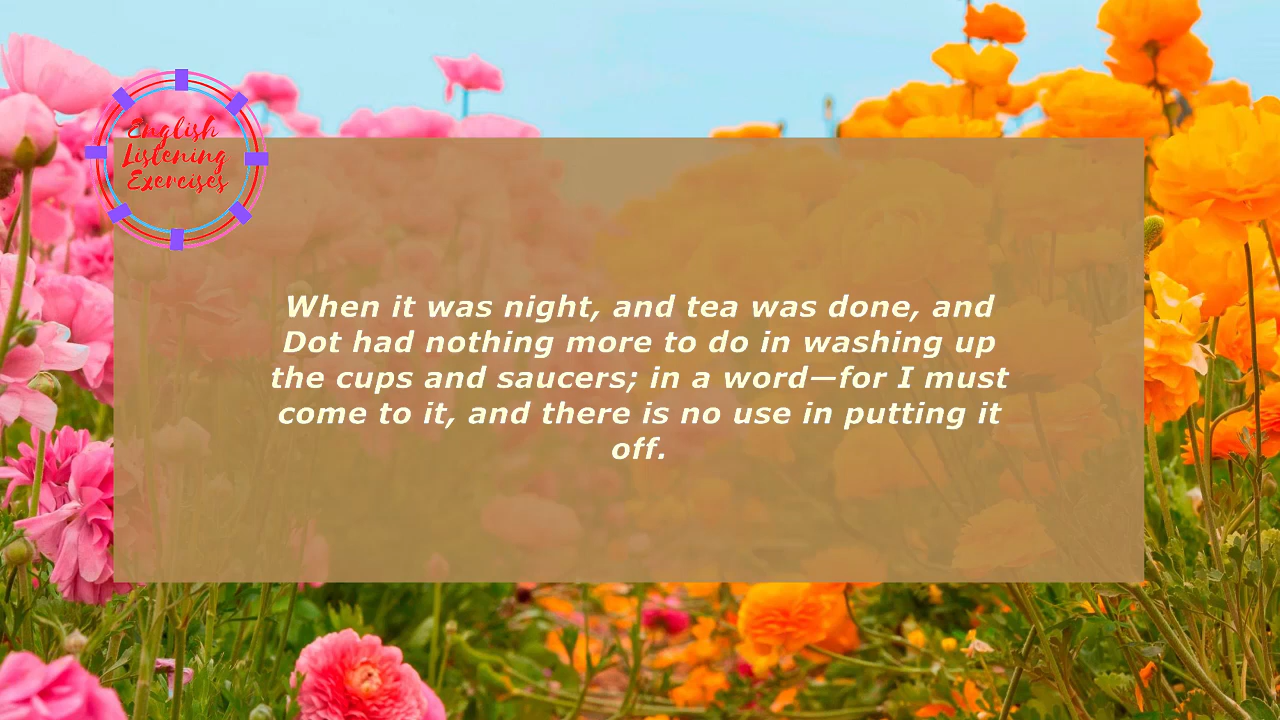 English
Listening
Exercises
When it was night, and tea was done, and
Dot had nothing more to do in washing up
the cups and saucers; in a word—for I must
come to it, and there is no use in putting it
off.